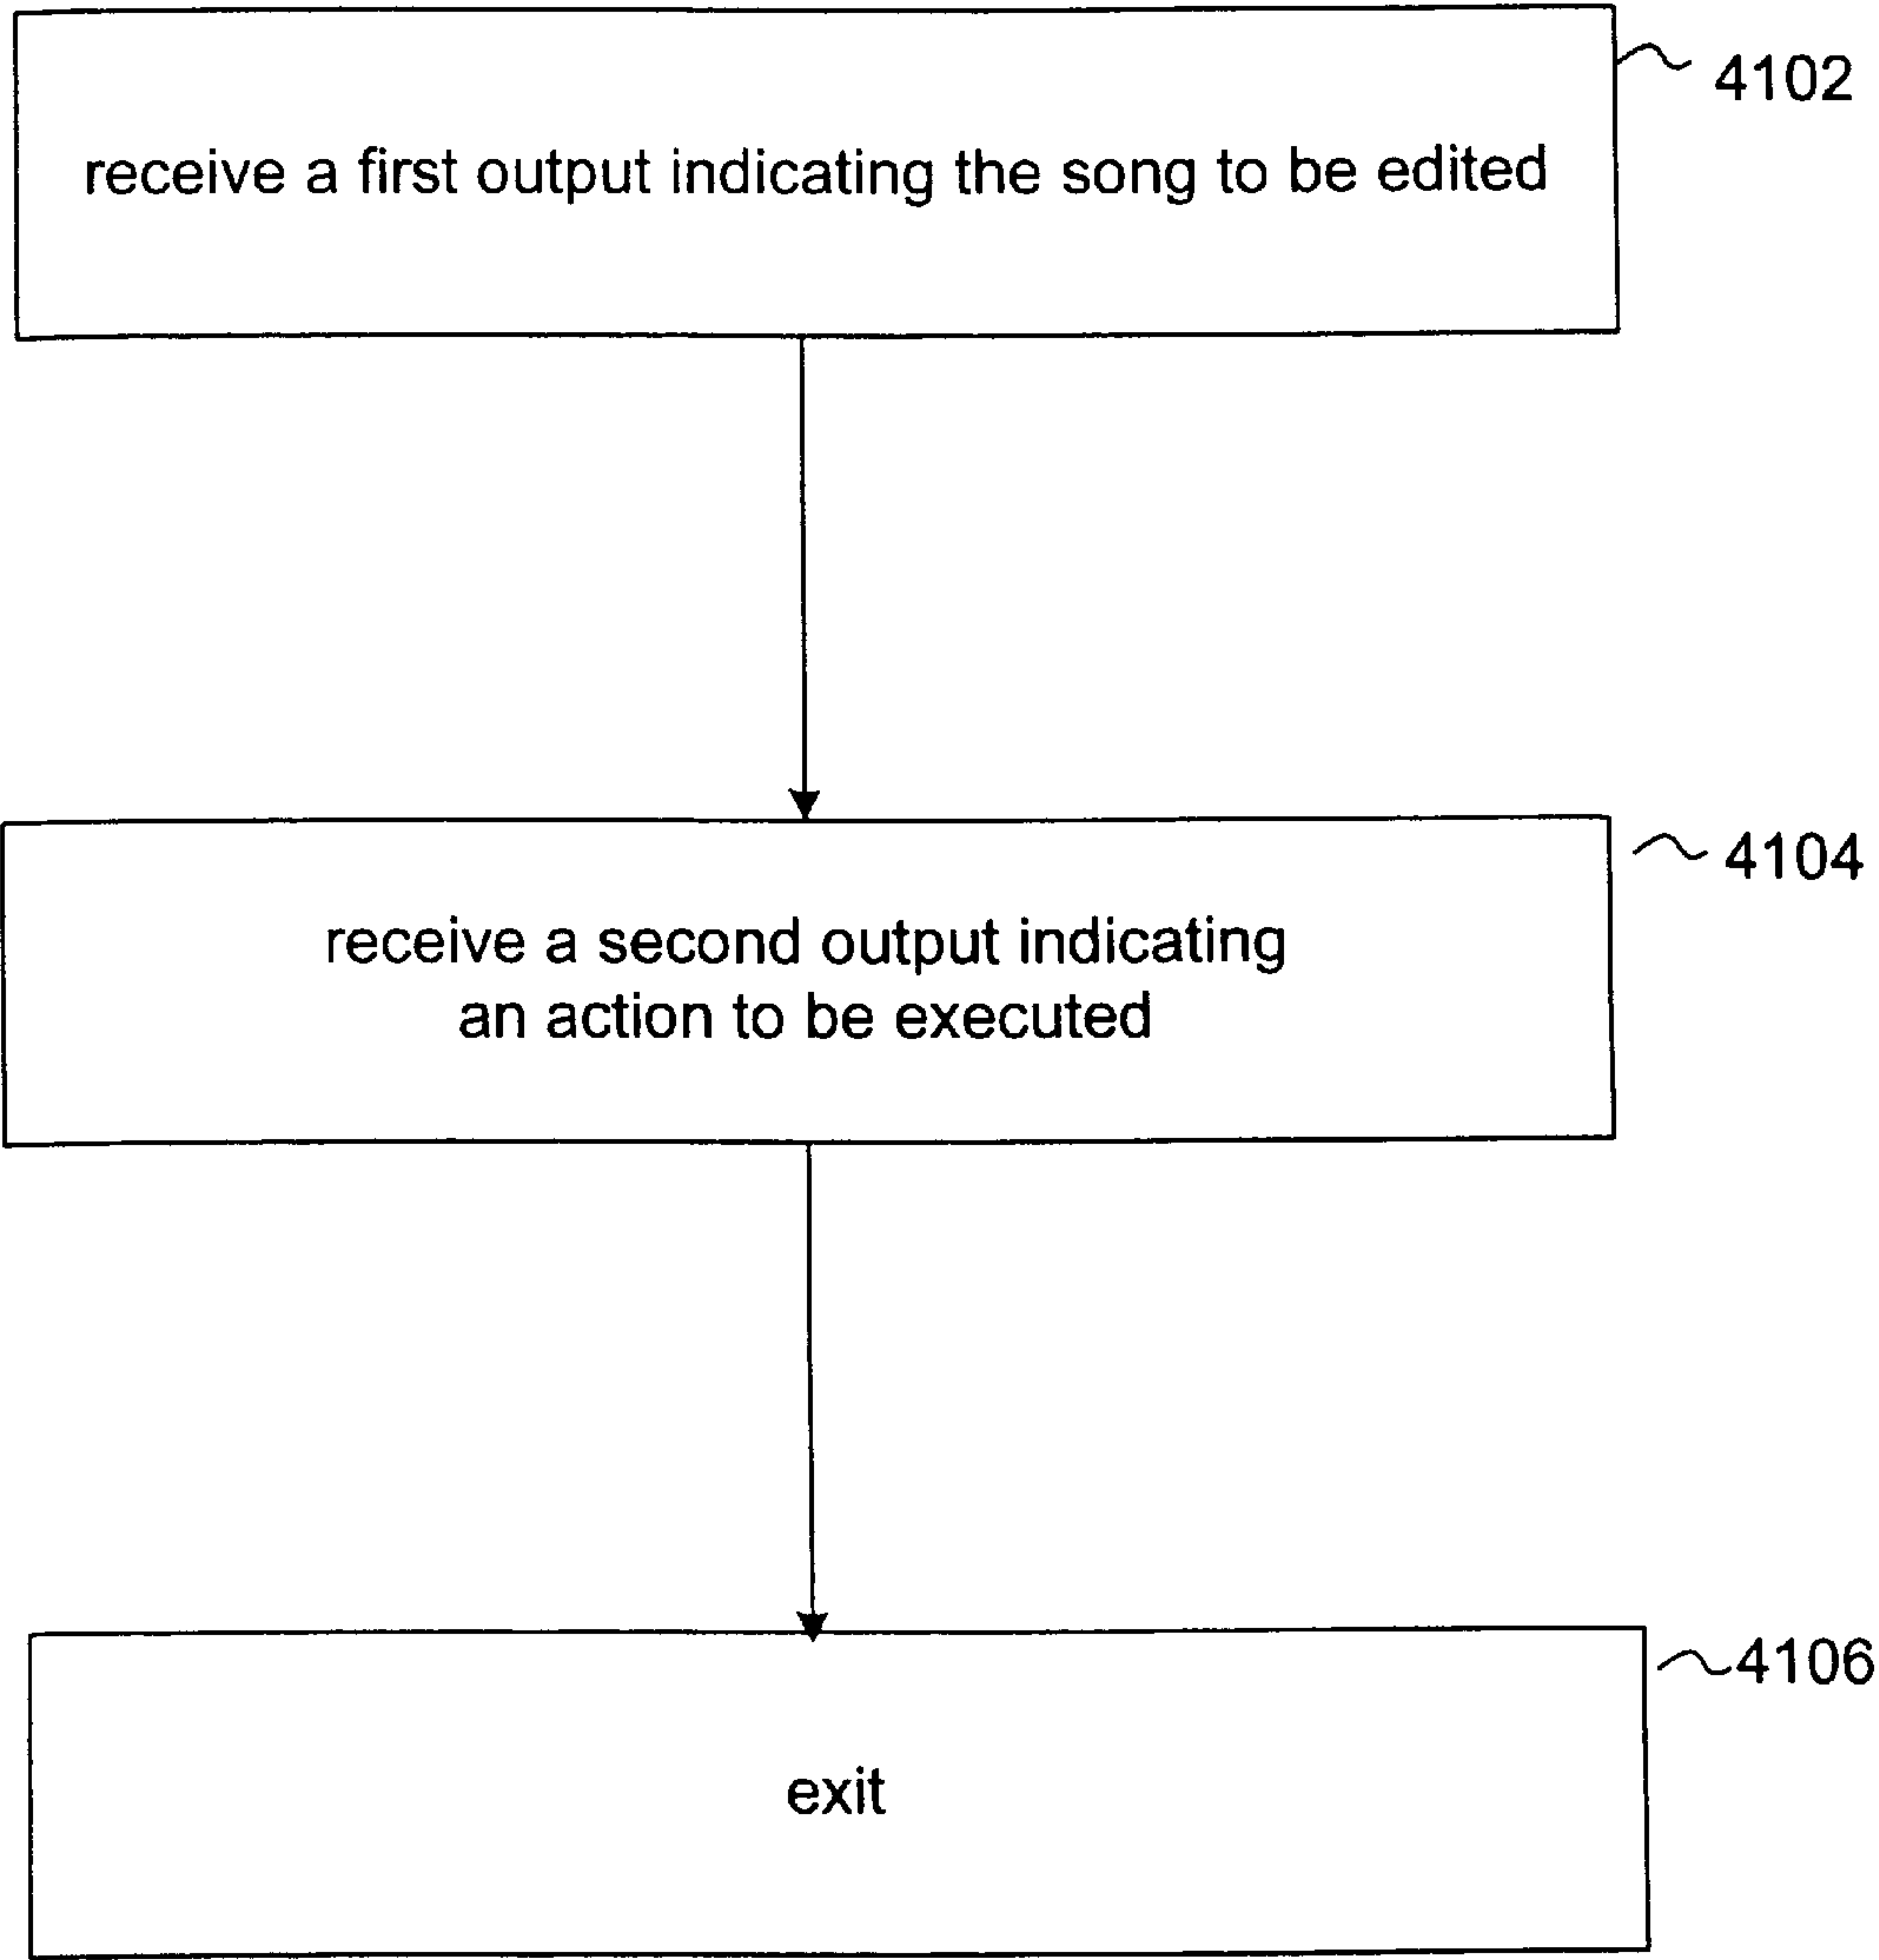 4102
receive a first output indicating the song to be edited
4104
receive a second output indicating
an action to be executed
4106
exit